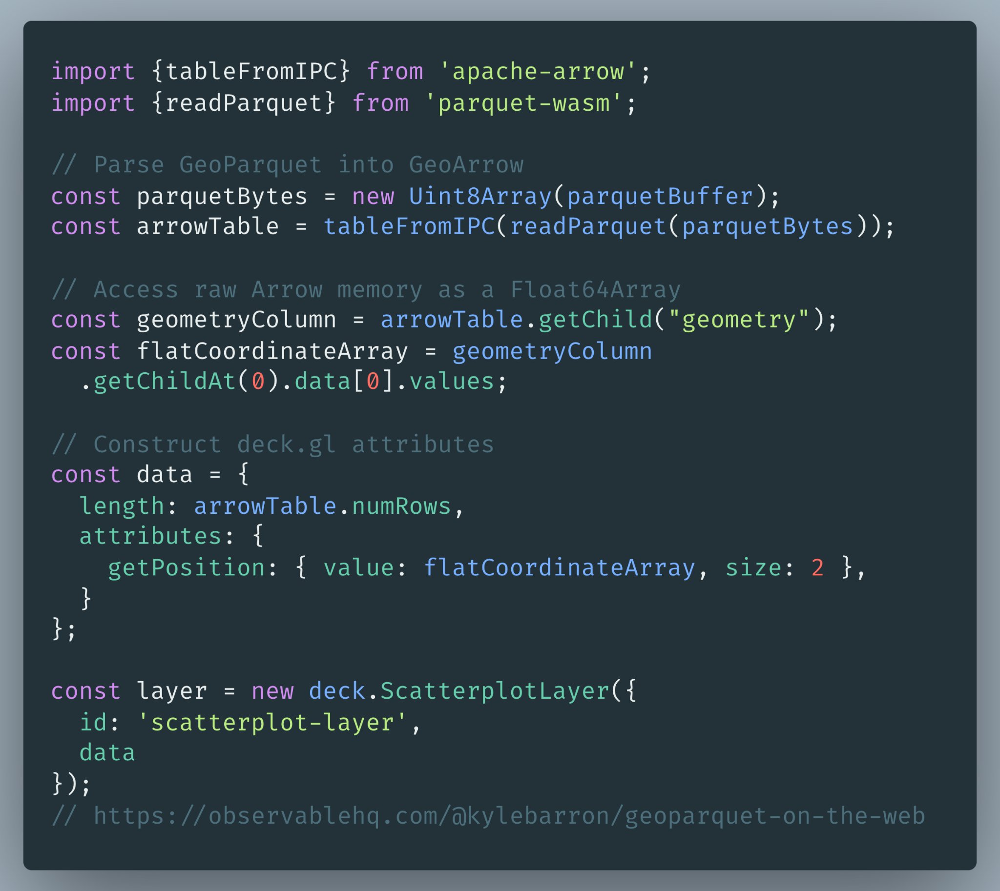 import {tableFromIPC} from 'apache-arrow';
import {readParquet} from 'parquet-wasm';

// Parse GeoParquet into GeoArrow
const parquetBytes = new Uint8Array(parquetBuffer);
const arrowTable = tableFromIPC(readParquet(parquetBytes));

// Access raw Arrow memory as a Float64Array
const geometryColumn = arrowTable.getChild("geometry");
const flatCoordinateArray = geometryColumn
  .getChildAt(0).data[0].values;

// Construct deck.gl attributes
const data = {
  length: arrowTable.numRows,
  attributes: {
    getPosition: { value: flatCoordinateArray, size: 2 },
  }
};

const layer = new deck.ScatterplotLayer({
  id: 'scatterplot-layer',
  data
});
// https://observablehq.com/@kylebarron/geoparquet-on-the-web